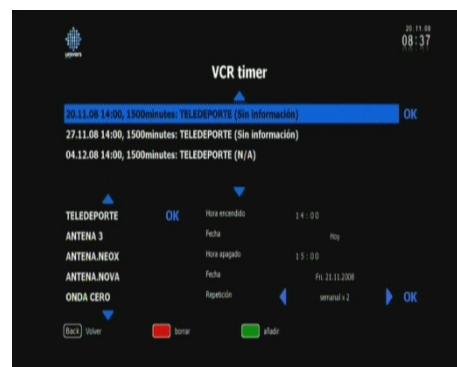 20.11.08
08:37
univers
VCR timer
20.11.08 14:00, 1500minutes: TELEDEPORTE (Sin información) OK
27.11.08 14:00, 1500minutes: TELEDEPORTE (Sin información)
04.12.08 14:00, 1500minutes: TELEDEPORTE (N/A)
TELEDEPORTE OK Hora encendido 14:00
ANTENA 3 Fecha Hoy
ANTENA.NEOX Hora apagado 15:00
ANTENA.NOVA Fecha Fri. 21.11.2008
ONDA CERO Repetición semanal x 2 OK
Back Volver borrar añadir